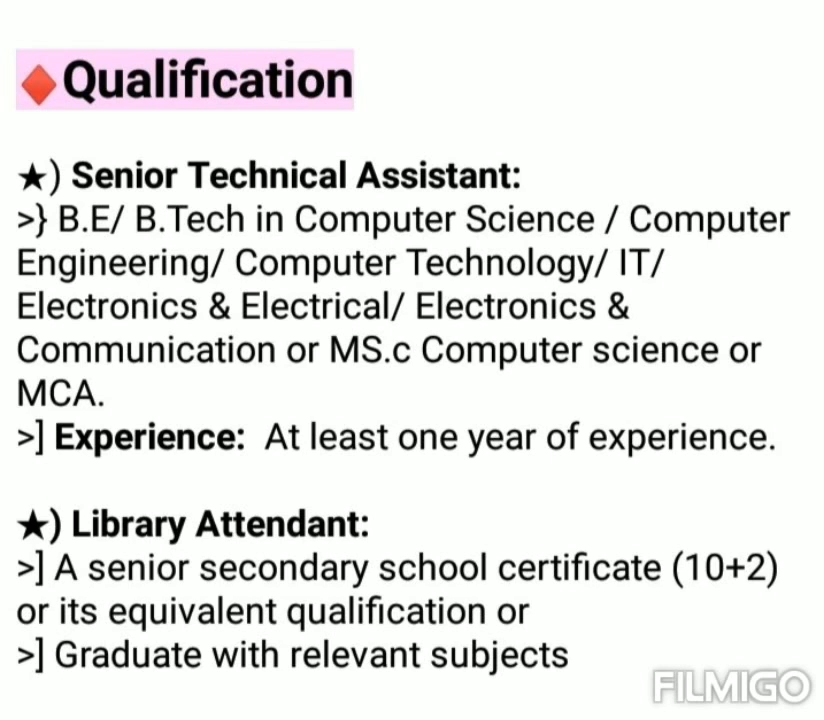 ♦Qualification
★) Senior Technical Assistant:
>} B.E/ B.Tech in Computer Science / Computer
Engineering/ Computer Technology/ IT/
Electronics & Electrical/ Electronics &
Communication or MS.c Computer science or
MCA.
>] Experience:  At least one year of experience.
★) Library Attendant:
>] A senior secondary school certificate (10+2)
or its equivalent qualification or
>] Graduate with relevant subjects
FILMIGO